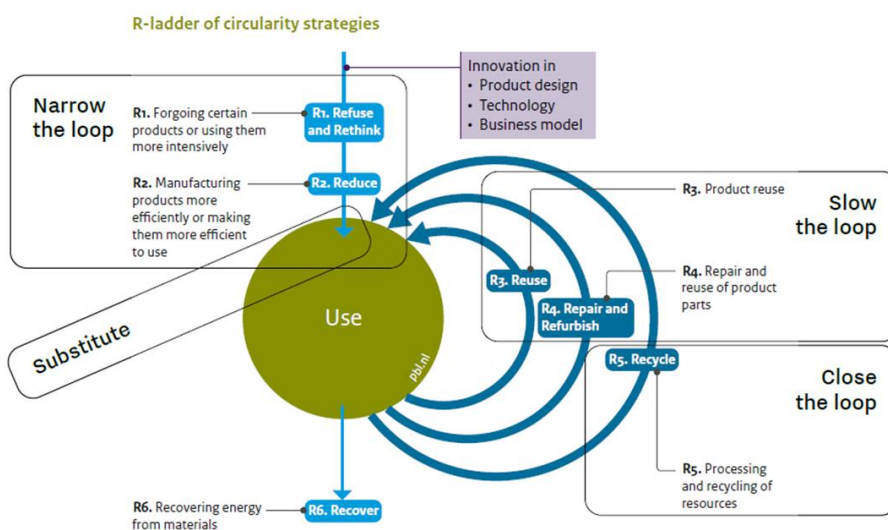 R-ladder of circularity strategies
Innovation in
• Product design
• Technology
• Business model
Narrow
the loop
R1. Forgoing certain
products or using them
more intensively
R1. Refuse
and Rethink
R2. Manufacturing
products more
efficiently or making
them more efficient
to use
R2. Reduce
Substitute
Use
pbl.nl
R3. Reuse
R3. Product reuse
Slow
the loop
R4. Repair and
Refurbish
R4. Repair and
reuse of product
parts
R5. Recycle
Close
the loop
R5. Processing
and recycling of
resources
R6. Recovering energy
from materials
R6. Recover